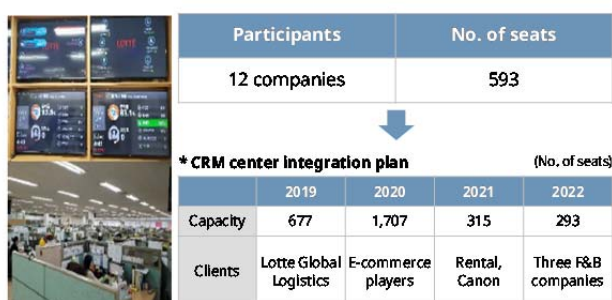 LOTTE
Participants No. of seats
12 companies 593
* CRM center integration plan (No. of seats)
2019 2020 2021 2022
Capacity 677 1,707 315 293
Clients Lotte Global Logistics E-commerce players Rental, Canon Three F&B companies